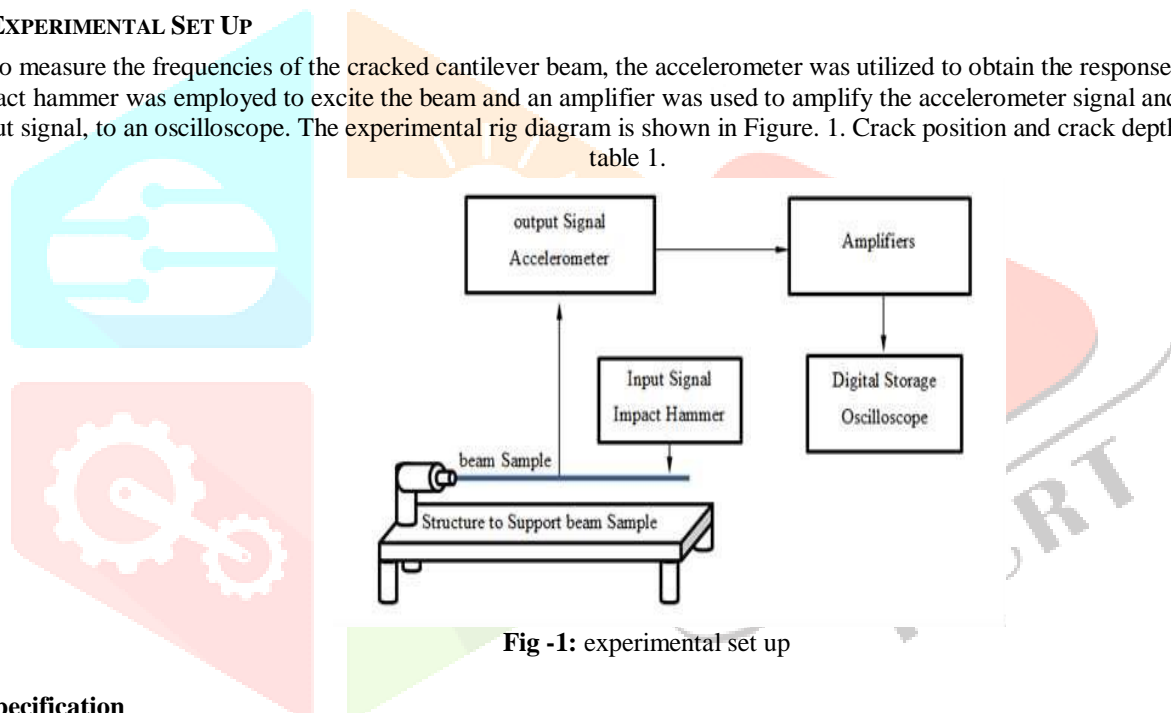 EXPERIMENTAL SET UP
o measure the frequencies of the cracked cantilever beam, the accelerometer was utilized to obtain the response
act hammer was employed to excite the beam and an amplifier was used to amplify the accelerometer signal and
ut signal, to an oscilloscope. The experimental rig diagram is shown in Figure. 1. Crack position and crack depth
table 1.
output Signal
Accelerometer
Amplifiers
Input Signal
Impact Hammer
Digital Storage
Oscilloscope
beam Sample
Structure to Support beam Sample
Fig -1: experimental set up
pecification